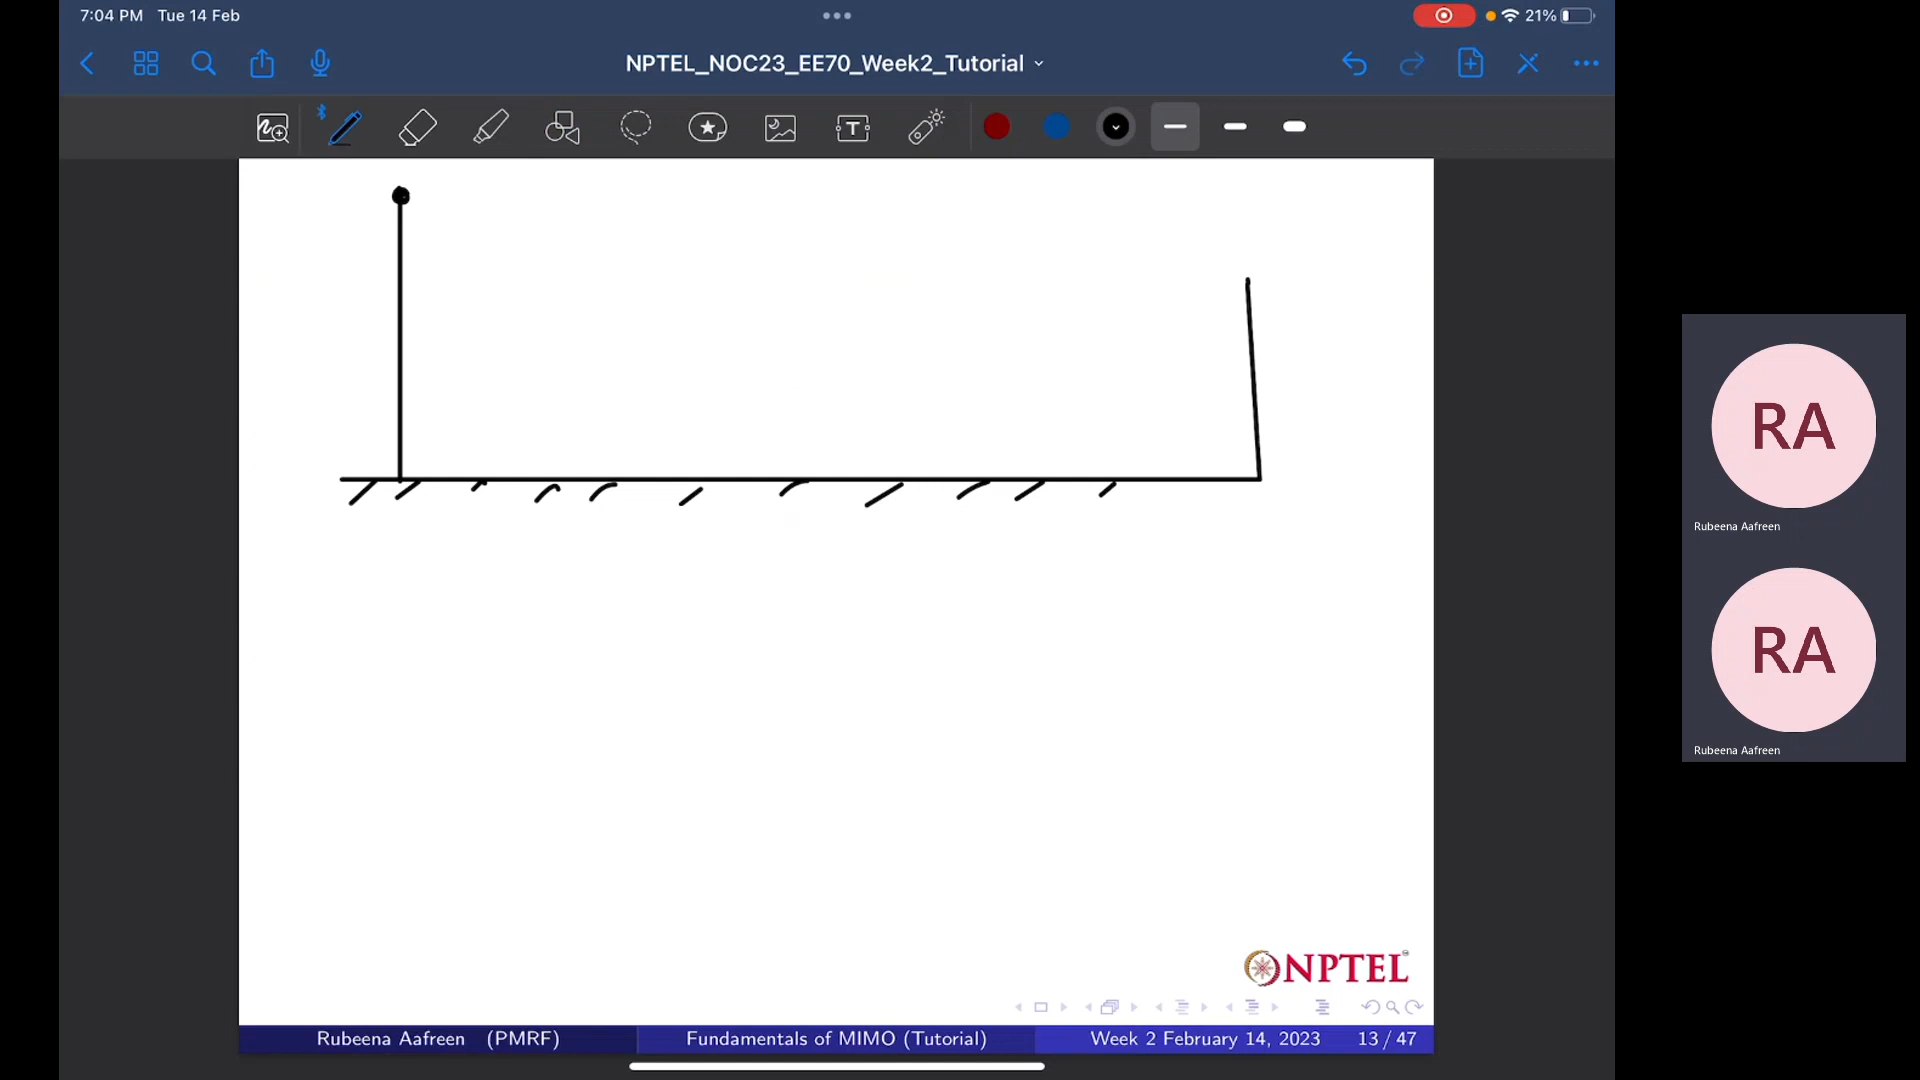 7:04 PM Tue 14 Feb
21%
NPTEL_NOC23_EE70_Week2_Tutorial
T
RA
Rubeena Aafreen
RA
Rubeena Aafreen
NPTEL
Rubeena Aafreen (PMRF) Fundamentals of MIMO (Tutorial) Week 2 February 14, 2023 13 / 47